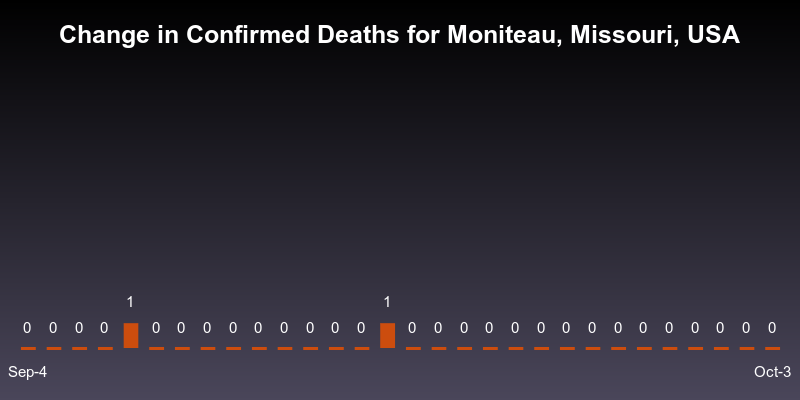 Change in Confirmed Deaths for Moniteau, Missouri, USA
1 1
0 0 0 0 0 0 0 0 0 0 0 0 0 0 0 0 0 0 0 0 0 0 0 0 0 0 0 0
Sep-4 Oct-3